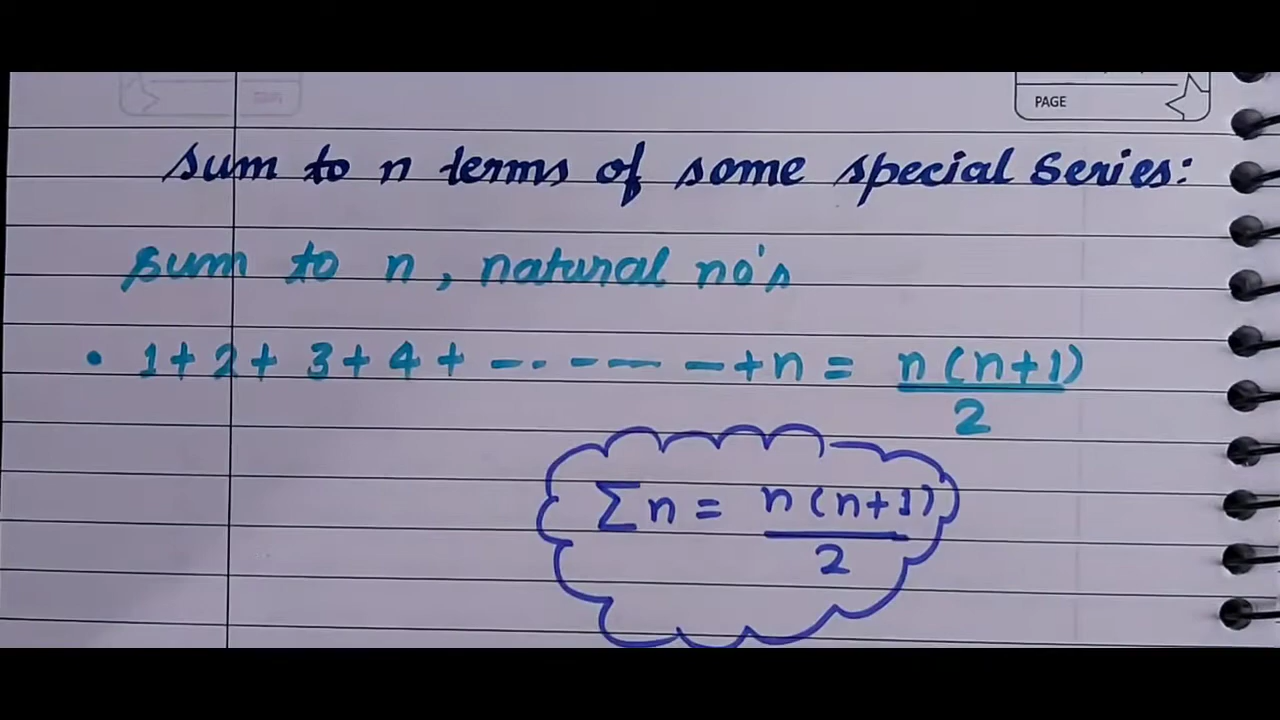 PAGE
Sum to n terms of some special Series:
Sum to n, natural no's
• 1+2+ 3+4+ -.- - - -+n = n(n+1)/2
Σn = n(n+1)/2